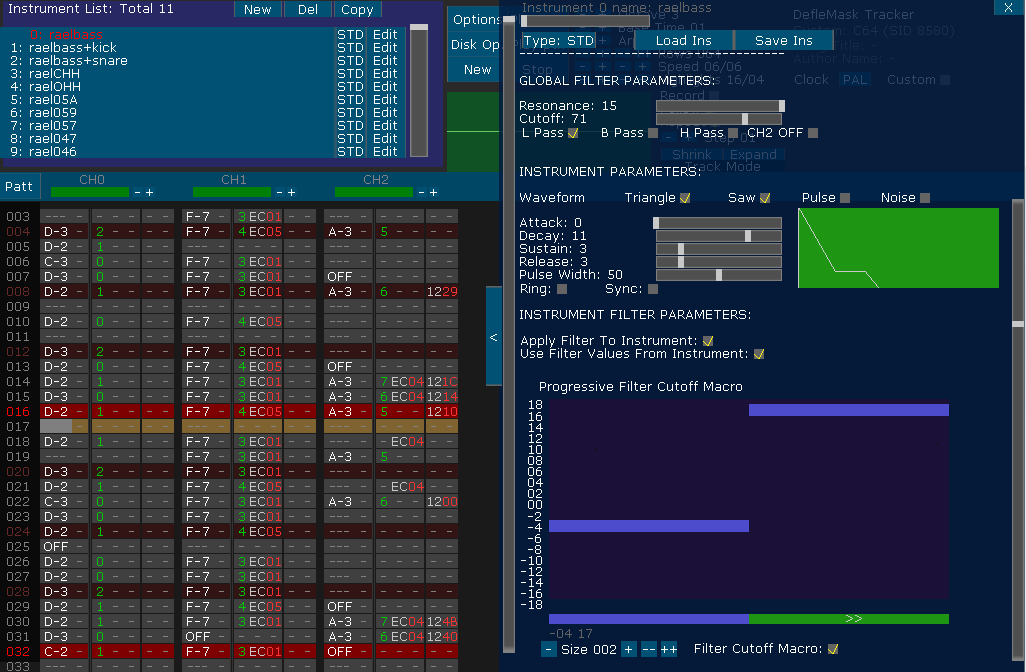 Instrument List: Total 11 New Del Copy
0: raelbass STD Edit
1: raelbass+kick STD Edit
2: raelbass+snare STD Edit
3: raelCHH STD Edit
4: raelOHH STD Edit
5: rael05A STD Edit
6: rael059 STD Edit
7: rael057 STD Edit
8: rael047 STD Edit
9: rael046 STD Edit
Options
Disk Op
New
Patt CH0 - + CH1 - + CH2 - +
003 --- - - - - - - F-7 - 3 EC01 --- - - - - - - - -
004 D-3 - 2 - - - - F-7 - 4 EC05 A-3 - 5 - - - - - -
005 D-2 - 1 - - - - --- - - - - - --- - - - - - - - -
006 C-3 - 0 - - - - F-7 - 3 EC01 --- - - - - - - - -
007 D-3 - 0 - - - - F-7 - 3 EC01 OFF - - - - - - - -
008 D-2 - 1 - - - - F-7 - 3 EC01 A-3 - 6 - - 1229
009 --- - - - - - - --- - - - - - --- - - - - - - - -
010 D-2 - 0 - - - - F-7 - 4 EC05 --- - - - - - - - -
011 --- - - - - - - --- - - - - - --- - - - - - - - -
012 D-3 - 2 - - - - F-7 - 3 EC01 --- - - - - - - - -
013 D-2 - 0 - - - - F-7 - 4 EC05 OFF - - - - - - - -
014 D-2 - 1 - - - - F-7 - 3 EC01 A-3 - 7 EC04 121C
015 D-3 - 0 - - - - F-7 - 3 EC01 A-3 - 6 EC04 1214
016 D-2 - 1 - - - - F-7 - 4 EC05 A-3 - 5 - - 1210
017 - - - - - - --- - - - - - --- - - - - - - - -
018 D-2 - 1 - - - - F-7 - 3 EC01 --- - - EC04 - - - -
019 --- - - - - - - F-7 - 3 EC01 A-3 - 5 - - - - - -
020 D-3 - 2 - - - - F-7 - 3 EC01 --- - - - - - - - -
021 D-2 - 1 - - - - F-7 - 4 EC05 --- - - EC04 - - - -
022 C-3 - 0 - - - - F-7 - 3 EC01 A-3 - 6 - - 1200
023 D-3 - 0 - - - - F-7 - 3 EC01 --- - - - - - - - -
024 D-2 - 1 - - - - F-7 - 4 EC05 --- - - - - - - - -
025 OFF - - - - - - --- - - - - - --- - - - - - - - -
026 D-2 - 0 - - - - F-7 - 3 EC01 --- - - - - - - - -
027 D-2 - 0 - - - - F-7 - 3 EC01 --- - - - - - - - -
028 D-3 - 2 - - - - F-7 - 3 EC01 --- - - - - - - - -
029 D-2 - 1 - - - - F-7 - 4 EC05 OFF - - - - - - - -
030 D-2 - 1 - - - - F-7 - 3 EC01 A-3 - 7 EC04 124B
031 D-3 - 0 - - - - OFF - - - - - A-3 - 6 EC04 1240
032 C-2 - 1 - - - - F-7 - 3 EC01 OFF - - - - - - - -
033
<
Instrument 0 name: raelbass X
Type: STD Load Ins Save Ins
DefleMask Tracker
C64 (SID 8580)
Author Name: -
Clock PAL Custom
Speed 06/06
16/04
Record
Step 01
Shrink Expand
Track Mode
GLOBAL FILTER PARAMETERS:
Resonance: 15
Cutoff: 71
L Pass B Pass H Pass CH2 OFF
INSTRUMENT PARAMETERS:
Waveform Triangle Saw Pulse Noise
Attack: 0
Decay: 11
Sustain: 3
Release: 3
Pulse Width: 50
Ring: Sync:
INSTRUMENT FILTER PARAMETERS:
Apply Filter To Instrument:
Use Filter Values From Instrument:
Progressive Filter Cutoff Macro
18
16
14
12
10
08
06
04
02
00
-2
-4
-6
-8
-10
-12
-14
-16
-18
>>
-04 17
- Size 002 + -- ++ Filter Cutoff Macro: